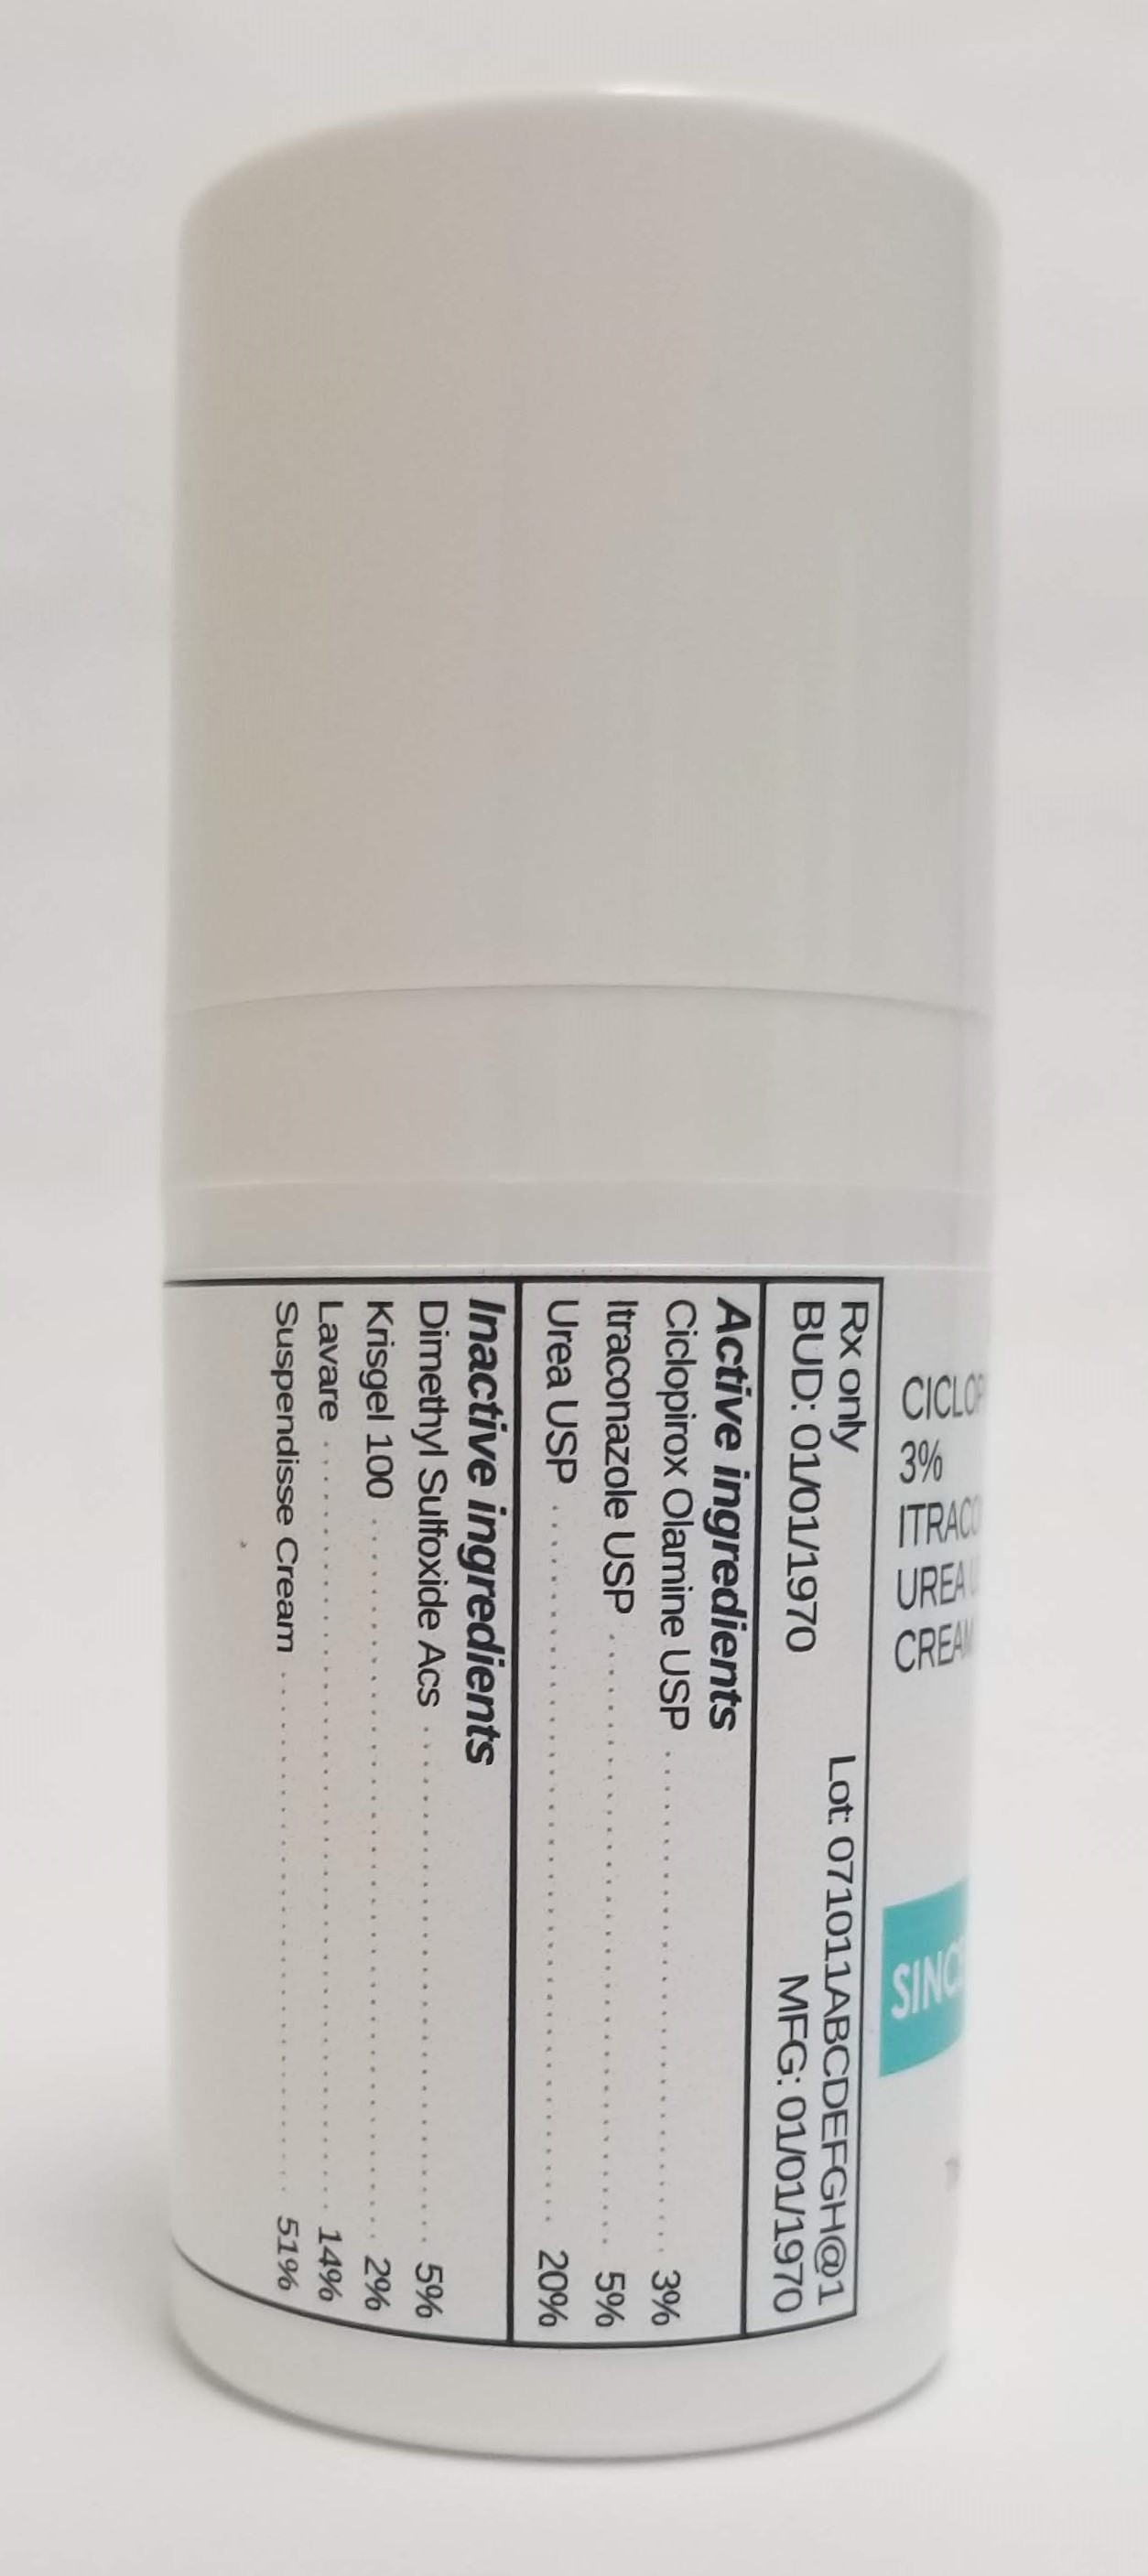 CICLOP
3%
ITRACO
UREA U
CREAM
SINCE
Rx only Lot: 071011ABCDEFGH@1
BUD: 01/01/1970 MFG: 01/01/1970
Active ingredients
Ciclopirox Olamine USP 3%
Itraconazole USP 5%
Urea USP 20%
Inactive ingredients
Dimethyl Sulfoxide Acs 5%
Krisgel 100 2%
Lavare 14%
Suspendisse Cream 51%